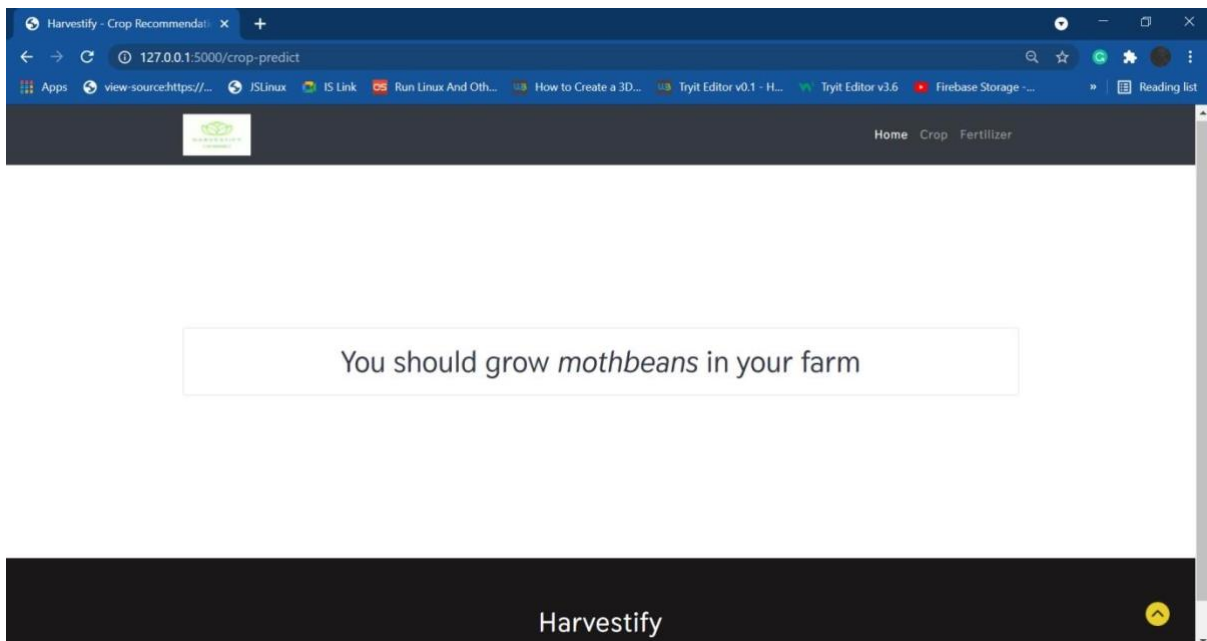 Harvestify - Crop Recommendati
127.0.0.1:5000/crop-predict
Apps view-source:https://... JSLinux IS Link Run Linux And Oth... How to Create a 3D... Tryit Editor v0.1 - H... Tryit Editor v3.6 Firebase Storage -... » Reading list
Home Crop Fertilizer
You should grow mothbeans in your farm
Harvestify